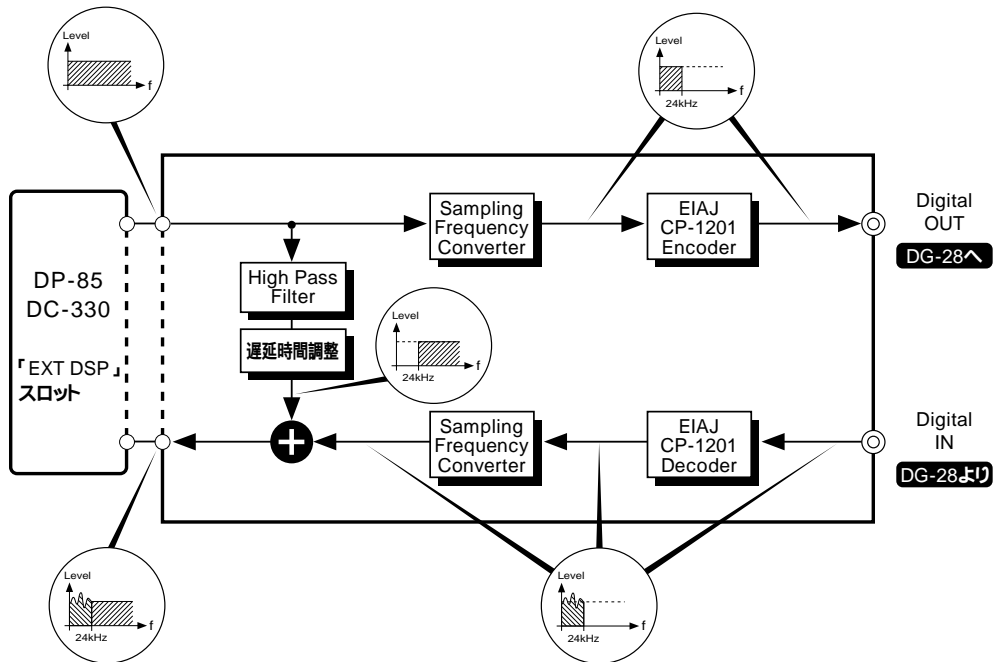 Level
f
Level
f
24kHz
Sampling
Frequency
Converter
EIAJ
CP-1201
Encoder
Digital
OUT
DG-28へ
DP-85
DC-330
「EXT DSP」
スロット
High Pass
Filter
遅延時間調整
Level
f
24kHz
+
Sampling
Frequency
Converter
EIAJ
CP-1201
Decoder
Digital
IN
DG-28より
Level
f
24kHz
Level
f
24kHz